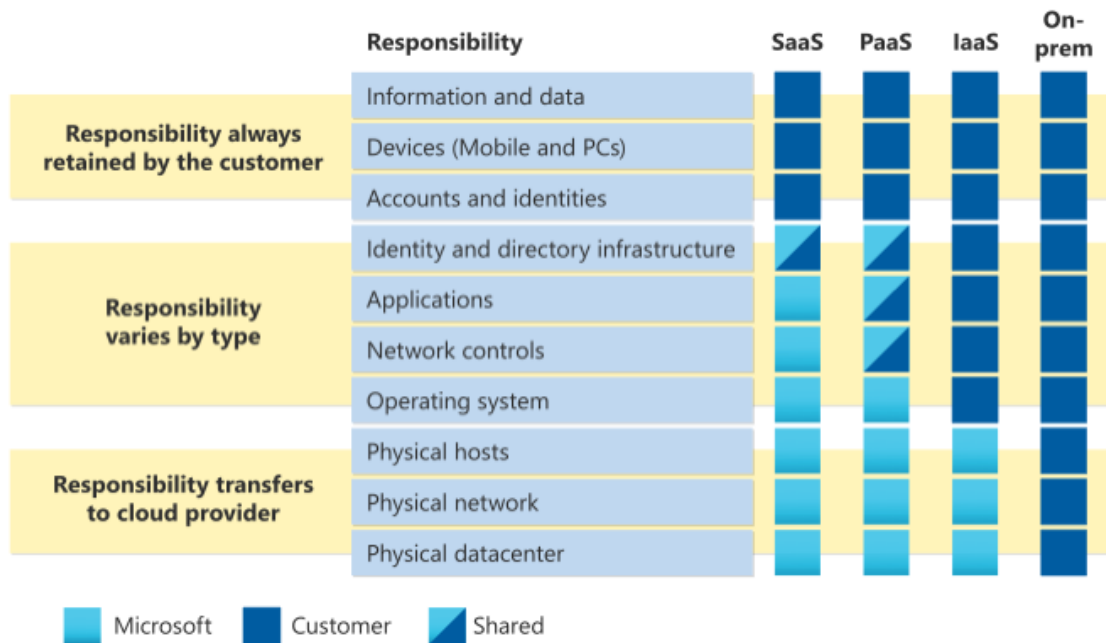 Responsibility SaaS PaaS IaaS On-
prem
Information and data
Responsibility always
retained by the customer
Devices (Mobile and PCs)
Accounts and identities
Identity and directory infrastructure
Responsibility
varies by type
Applications
Network controls
Operating system
Physical hosts
Responsibility transfers
to cloud provider
Physical network
Physical datacenter
Microsoft Customer Shared